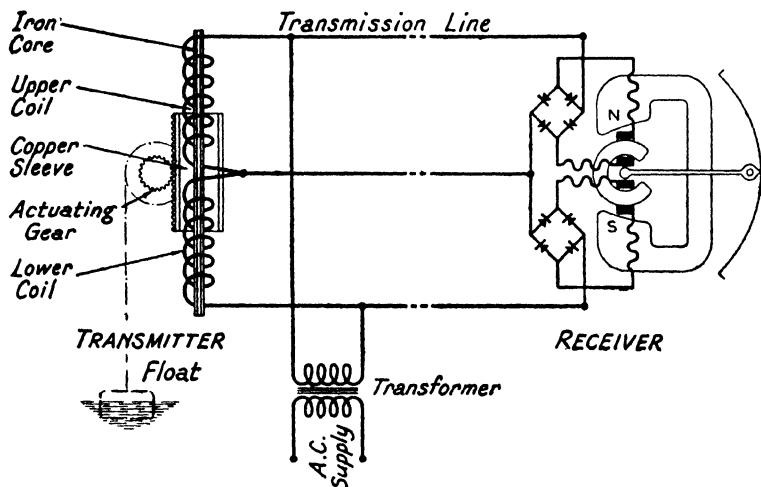 Iron
Core
Transmission Line
Upper
Coil
Copper
Sleeve
Actuating
Gear
Lower
Coil
N
S
TRANSMITTER
Float
RECEIVER
Transformer
A.C.
Supply